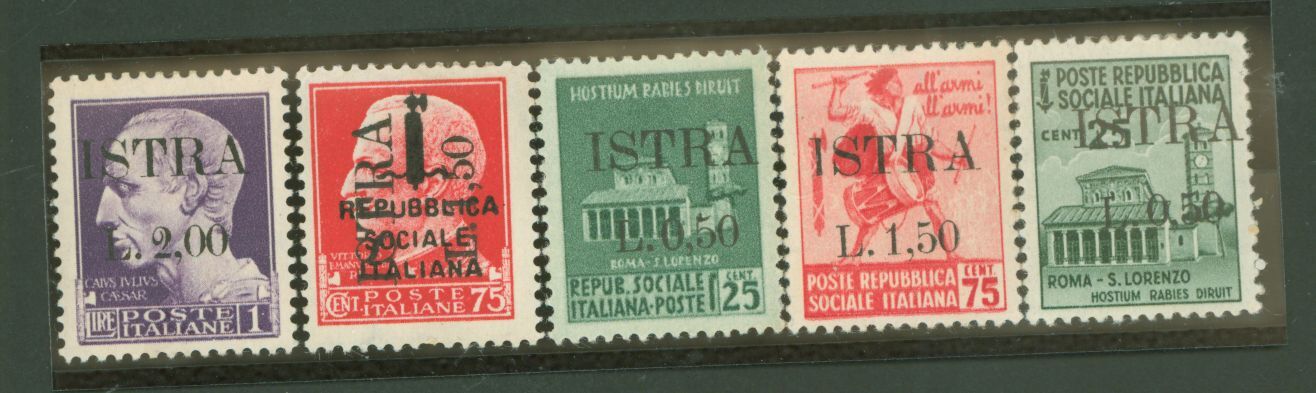 ISTRA
L. 2,00
CAIVS IVLIVS
CAESAR
LIRE POSTE ITALIANE 1
ISTRA
L. 1,50
REPUBBLICA
SOCIALE
ITALIANA
CENT. POSTE ITALIANE 75
HOSTIUM RABIES DIRUIT
ISTRA
L. 0,50
ROMA - S. LORENZO
REPUB. SOCIALE
ITALIANA·POSTE
CENT.
25
all'armi
all'armi!
ISTRA
L. 1,50
POSTE REPUBBLICA
SOCIALE ITALIANA
CENT.
75
POSTE REPUBBLICA
SOCIALE ITALIANA
CENT. 25
ISTRA
L. 0,50
ROMA - S. LORENZO
HOSTIUM RABIES DIRUIT